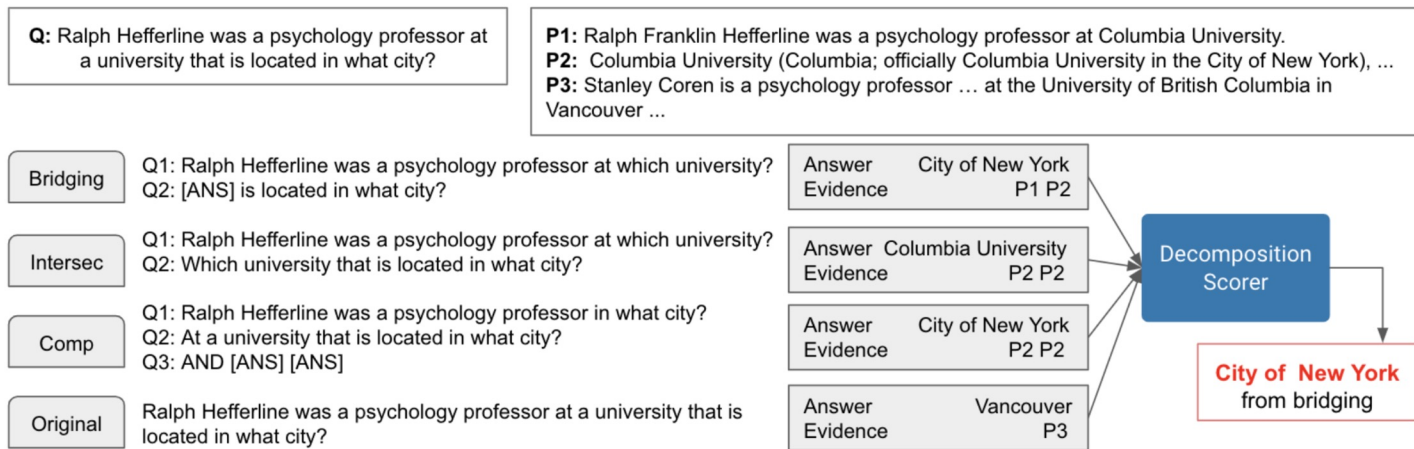 Q: Ralph Hefferline was a psychology professor at
a university that is located in what city?
P1: Ralph Franklin Hefferline was a psychology professor at Columbia University.
P2: Columbia University (Columbia; officially Columbia University in the City of New York), ...
P3: Stanley Coren is a psychology professor … at the University of British Columbia in
Vancouver ...
Bridging
Q1: Ralph Hefferline was a psychology professor at which university?
Q2: [ANS] is located in what city?
Answer City of New York
Evidence P1 P2
Intersec
Q1: Ralph Hefferline was a psychology professor at which university?
Q2: Which university that is located in what city?
Answer Columbia University
Evidence P2 P2
Comp
Q1: Ralph Hefferline was a psychology professor in what city?
Q2: At a university that is located in what city?
Q3: AND [ANS] [ANS]
Answer City of New York
Evidence P2 P2
Original
Ralph Hefferline was a psychology professor at a university that is
located in what city?
Answer Vancouver
Evidence P3
Decomposition
Scorer
City of New York
from bridging